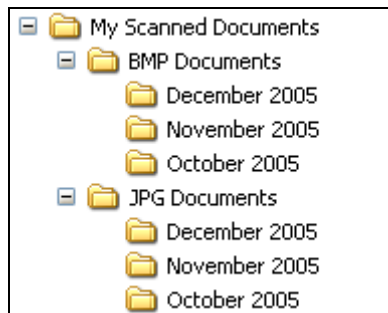 My Scanned Documents
BMP Documents
December 2005
November 2005
October 2005
JPG Documents
December 2005
November 2005
October 2005